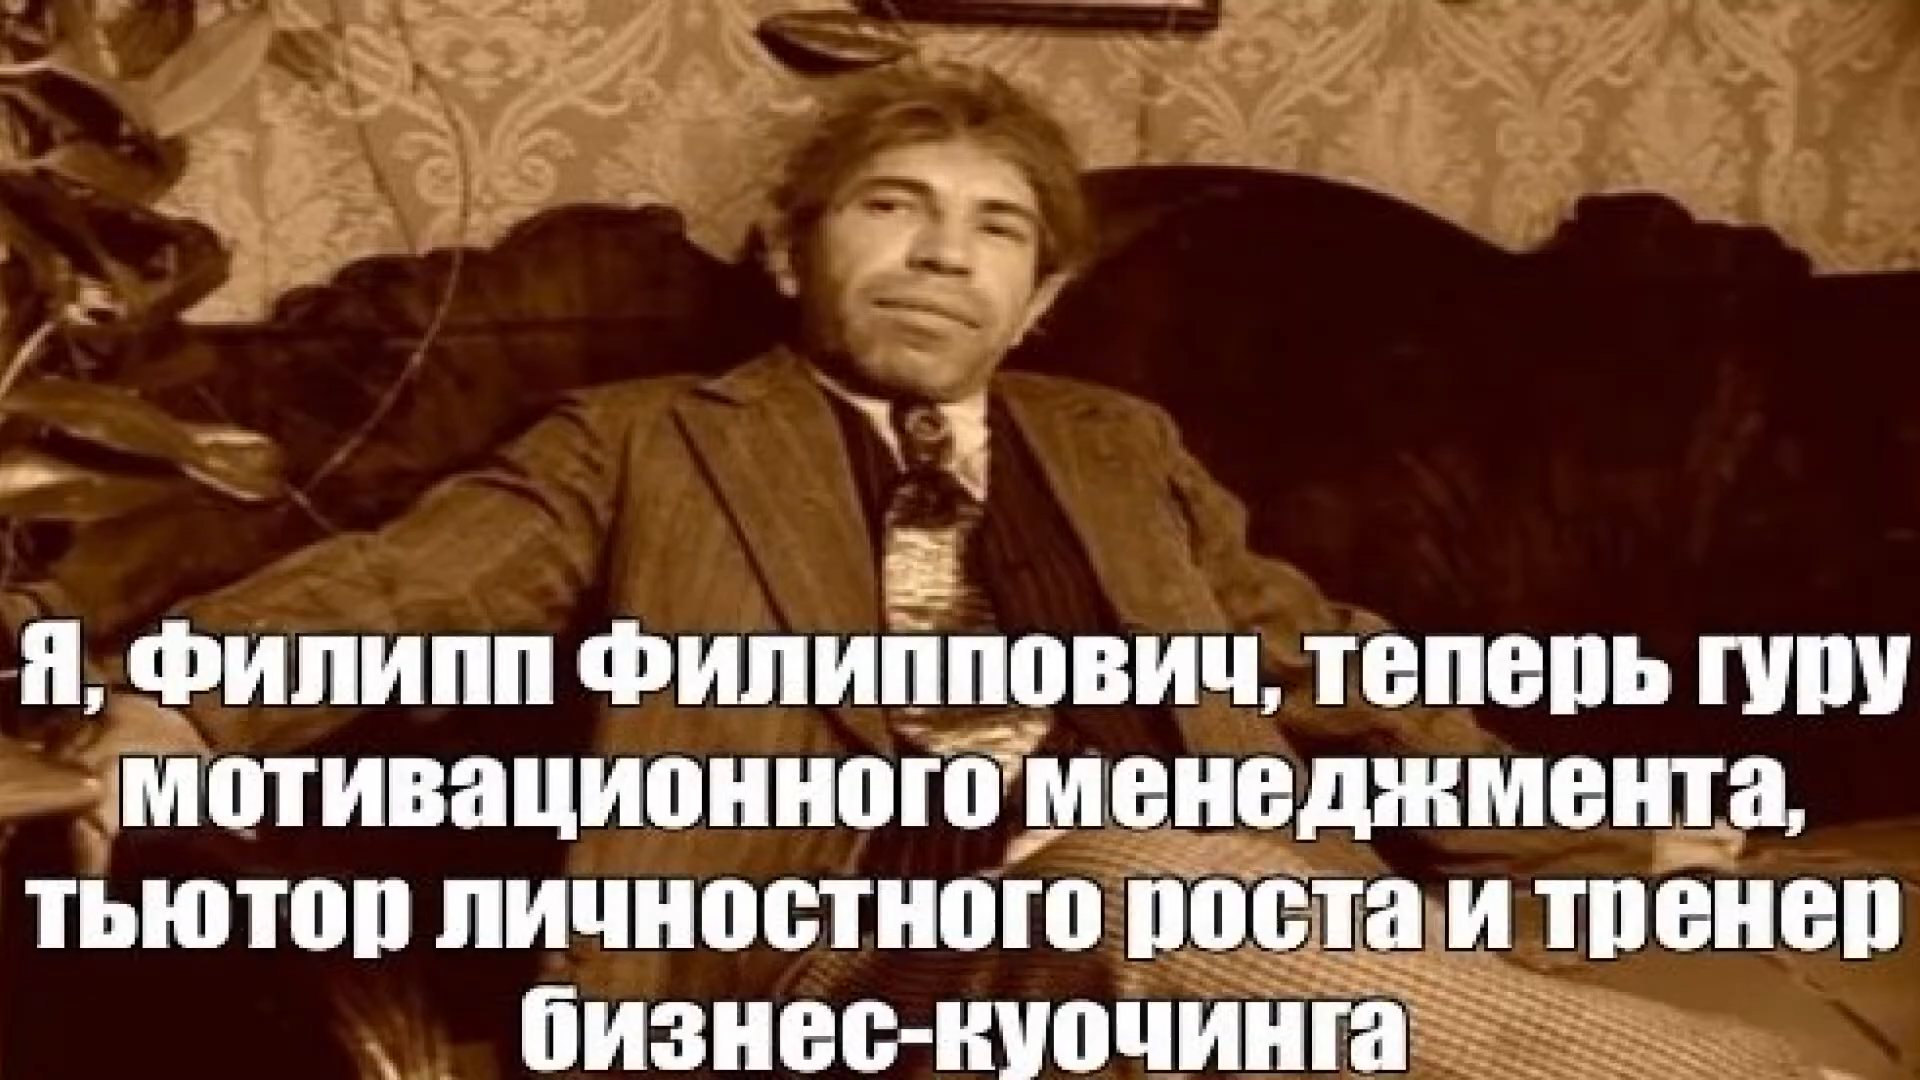 Я, Филипп Филиппович, теперь гуру
мотивационного менеджмента,
тьютор личностного роста и тренер
бизнес-куочинга